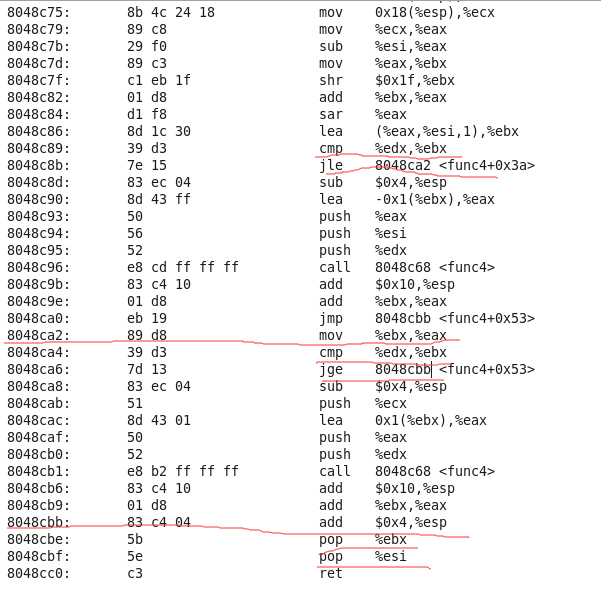 8048c75: 8b 4c 24 18 mov 0x18(%esp),%ecx
8048c79: 89 c8 mov %ecx,%eax
8048c7b: 29 f0 sub %esi,%eax
8048c7d: 89 c3 mov %eax,%ebx
8048c7f: c1 eb 1f shr $0x1f,%ebx
8048c82: 01 d8 add %ebx,%eax
8048c84: d1 f8 sar %eax
8048c86: 8d 1c 30 lea (%eax,%esi,1),%ebx
8048c89: 39 d3 cmp %edx,%ebx
8048c8b: 7e 15 jle 8048ca2 <func4+0x3a>
8048c8d: 83 ec 04 sub $0x4,%esp
8048c90: 8d 43 ff lea -0x1(%ebx),%eax
8048c93: 50 push %eax
8048c94: 56 push %esi
8048c95: 52 push %edx
8048c96: e8 cd ff ff ff call 8048c68 <func4>
8048c9b: 83 c4 10 add $0x10,%esp
8048c9e: 01 d8 add %ebx,%eax
8048ca0: eb 19 jmp 8048cbb <func4+0x53>
8048ca2: 89 d8 mov %ebx,%eax
8048ca4: 39 d3 cmp %edx,%ebx
8048ca6: 7d 13 jge 8048cbb <func4+0x53>
8048ca8: 83 ec 04 sub $0x4,%esp
8048cab: 51 push %ecx
8048cac: 8d 43 01 lea 0x1(%ebx),%eax
8048caf: 50 push %eax
8048cb0: 52 push %edx
8048cb1: e8 b2 ff ff ff call 8048c68 <func4>
8048cb6: 83 c4 10 add $0x10,%esp
8048cb9: 01 d8 add %ebx,%eax
8048cbb: 83 c4 04 add $0x4,%esp
8048cbe: 5b pop %ebx
8048cbf: 5e pop %esi
8048cc0: c3 ret